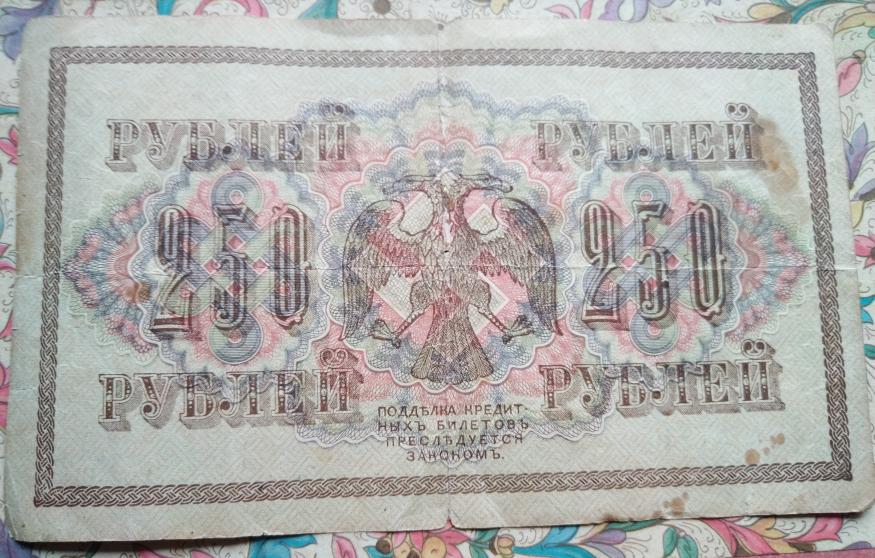 РУБЛЕЙ РУБЛЕЙ
250 250
РУБЛЕЙ РУБЛЕЙ
ПОДДѢЛКА КРЕДИТ-
НЫХЪ БИЛЕТОВЪ
ПРЕСЛѢДУЕТСЯ
ЗАКОНОМЪ.